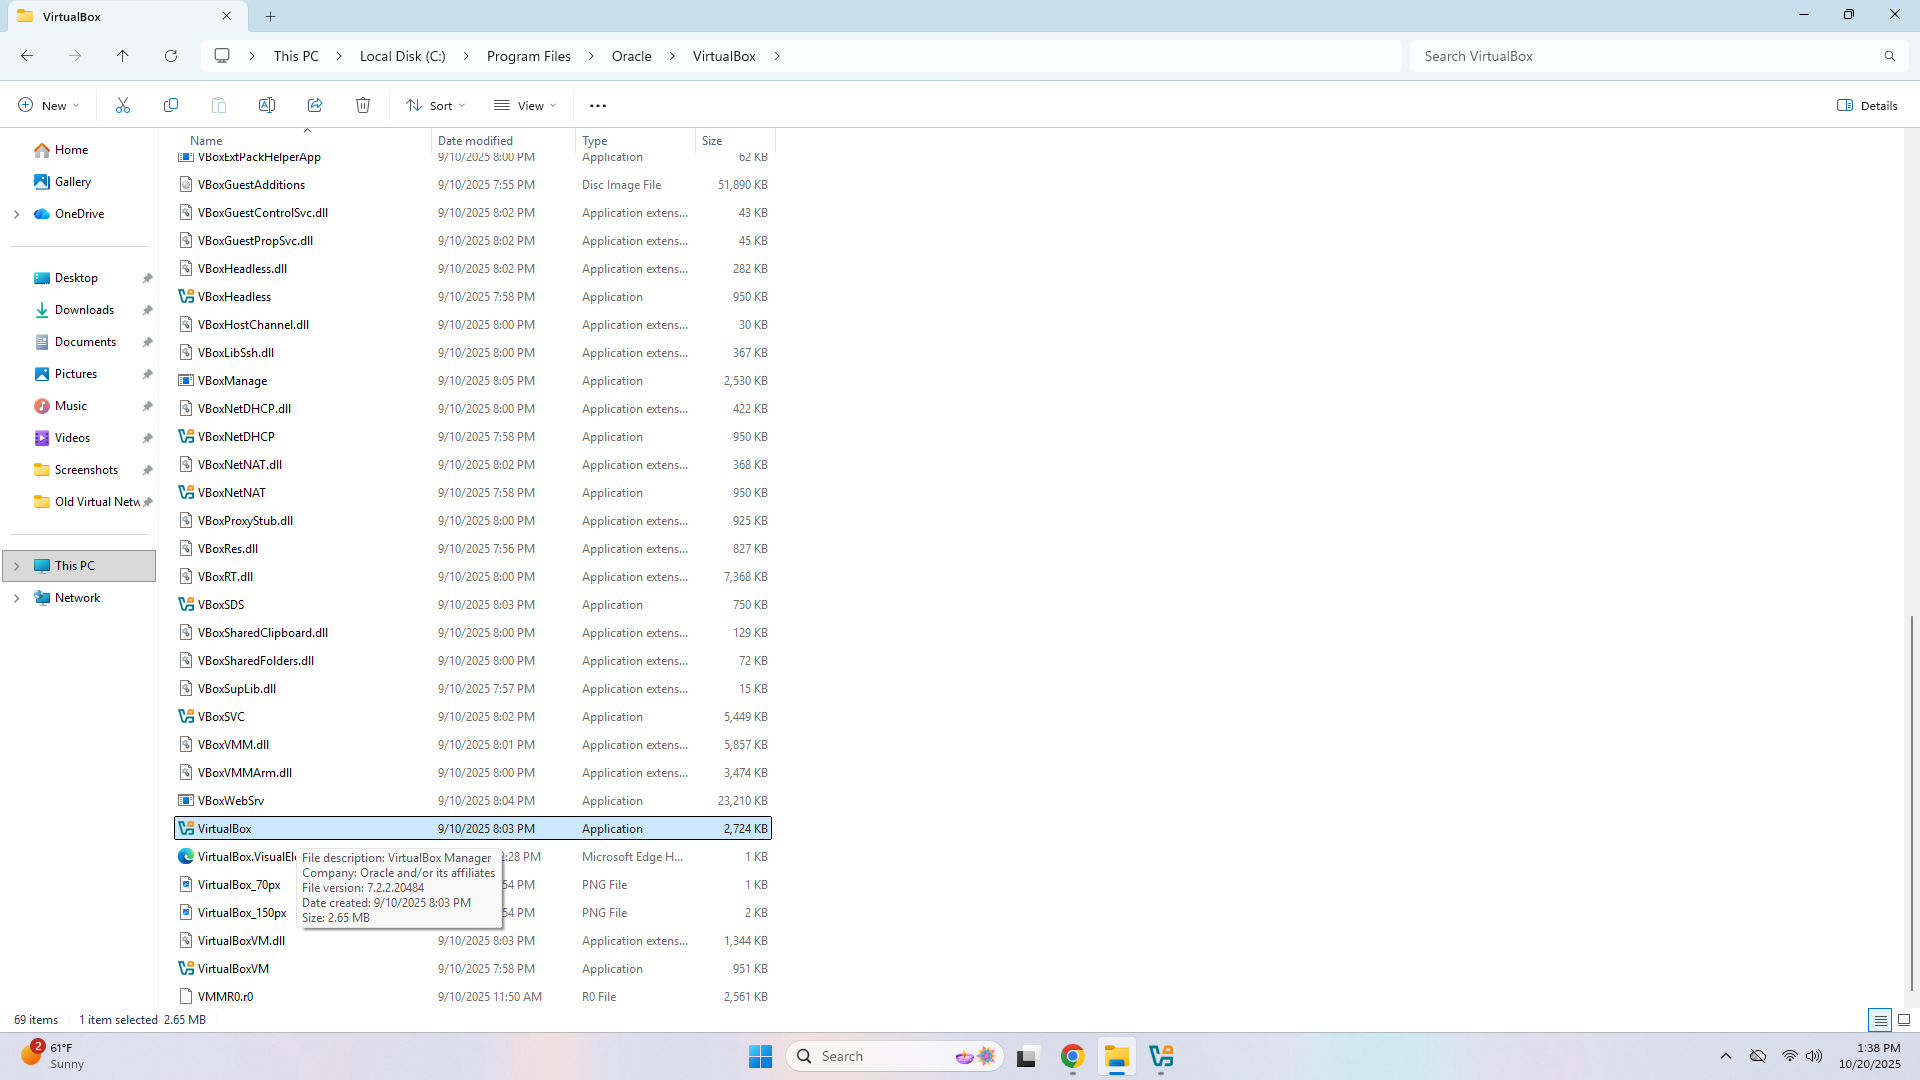 VirtualBox
This PC
Local Disk (C:)
Program Files
Oracle
VirtualBox
Search VirtualBox
New
Sort
View
Details
Home
Gallery
OneDrive
Desktop
Downloads
Documents
Pictures
Music
Videos
Screenshots
Old Virtual Netw
This PC
Network
Name Date modified Type Size
VBoxExtPackHelperApp 9/10/2025 8:00 PM Application 62 KB
VBoxGuestAdditions 9/10/2025 7:55 PM Disc Image File 51,890 KB
VBoxGuestControlSvc.dll 9/10/2025 8:02 PM Application extens... 43 KB
VBoxGuestPropSvc.dll 9/10/2025 8:02 PM Application extens... 45 KB
VBoxHeadless.dll 9/10/2025 8:02 PM Application extens... 282 KB
VBoxHeadless 9/10/2025 7:58 PM Application 950 KB
VBoxHostChannel.dll 9/10/2025 8:00 PM Application extens... 30 KB
VBoxLibSsh.dll 9/10/2025 8:00 PM Application extens... 367 KB
VBoxManage 9/10/2025 8:05 PM Application 2,530 KB
VBoxNetDHCP.dll 9/10/2025 8:00 PM Application extens... 422 KB
VBoxNetDHCP 9/10/2025 7:58 PM Application 950 KB
VBoxNetNAT.dll 9/10/2025 8:02 PM Application extens... 368 KB
VBoxNetNAT 9/10/2025 7:58 PM Application 950 KB
VBoxProxyStub.dll 9/10/2025 8:00 PM Application extens... 925 KB
VBoxRes.dll 9/10/2025 7:56 PM Application extens... 827 KB
VBoxRT.dll 9/10/2025 8:00 PM Application extens... 7,368 KB
VBoxSDS 9/10/2025 8:03 PM Application 750 KB
VBoxSharedClipboard.dll 9/10/2025 8:00 PM Application extens... 129 KB
VBoxSharedFolders.dll 9/10/2025 8:00 PM Application extens... 72 KB
VBoxSupLib.dll 9/10/2025 7:57 PM Application extens... 15 KB
VBoxSVC 9/10/2025 8:02 PM Application 5,449 KB
VBoxVMM.dll 9/10/2025 8:01 PM Application extens... 5,857 KB
VBoxVMMArm.dll 9/10/2025 8:00 PM Application extens... 3,474 KB
VBoxWebSrv 9/10/2025 8:04 PM Application 23,210 KB
VirtualBox 9/10/2025 8:03 PM Application 2,724 KB
VirtualBox.VisualEle 2:28 PM Microsoft Edge H... 1 KB
VirtualBox_70px 54 PM PNG File 1 KB
VirtualBox_150px 54 PM PNG File 2 KB
VirtualBoxVM.dll 9/10/2025 8:03 PM Application extens... 1,344 KB
VirtualBoxVM 9/10/2025 7:58 PM Application 951 KB
VMMR0.r0 9/10/2025 11:50 AM R0 File 2,561 KB
File description: VirtualBox Manager
Company: Oracle and/or its affiliates
File version: 7.2.2.20484
Date created: 9/10/2025 8:03 PM
Size: 2.65 MB
69 items 1 item selected 2.65 MB
2
61°F
Sunny
Search
1:38 PM
10/20/2025